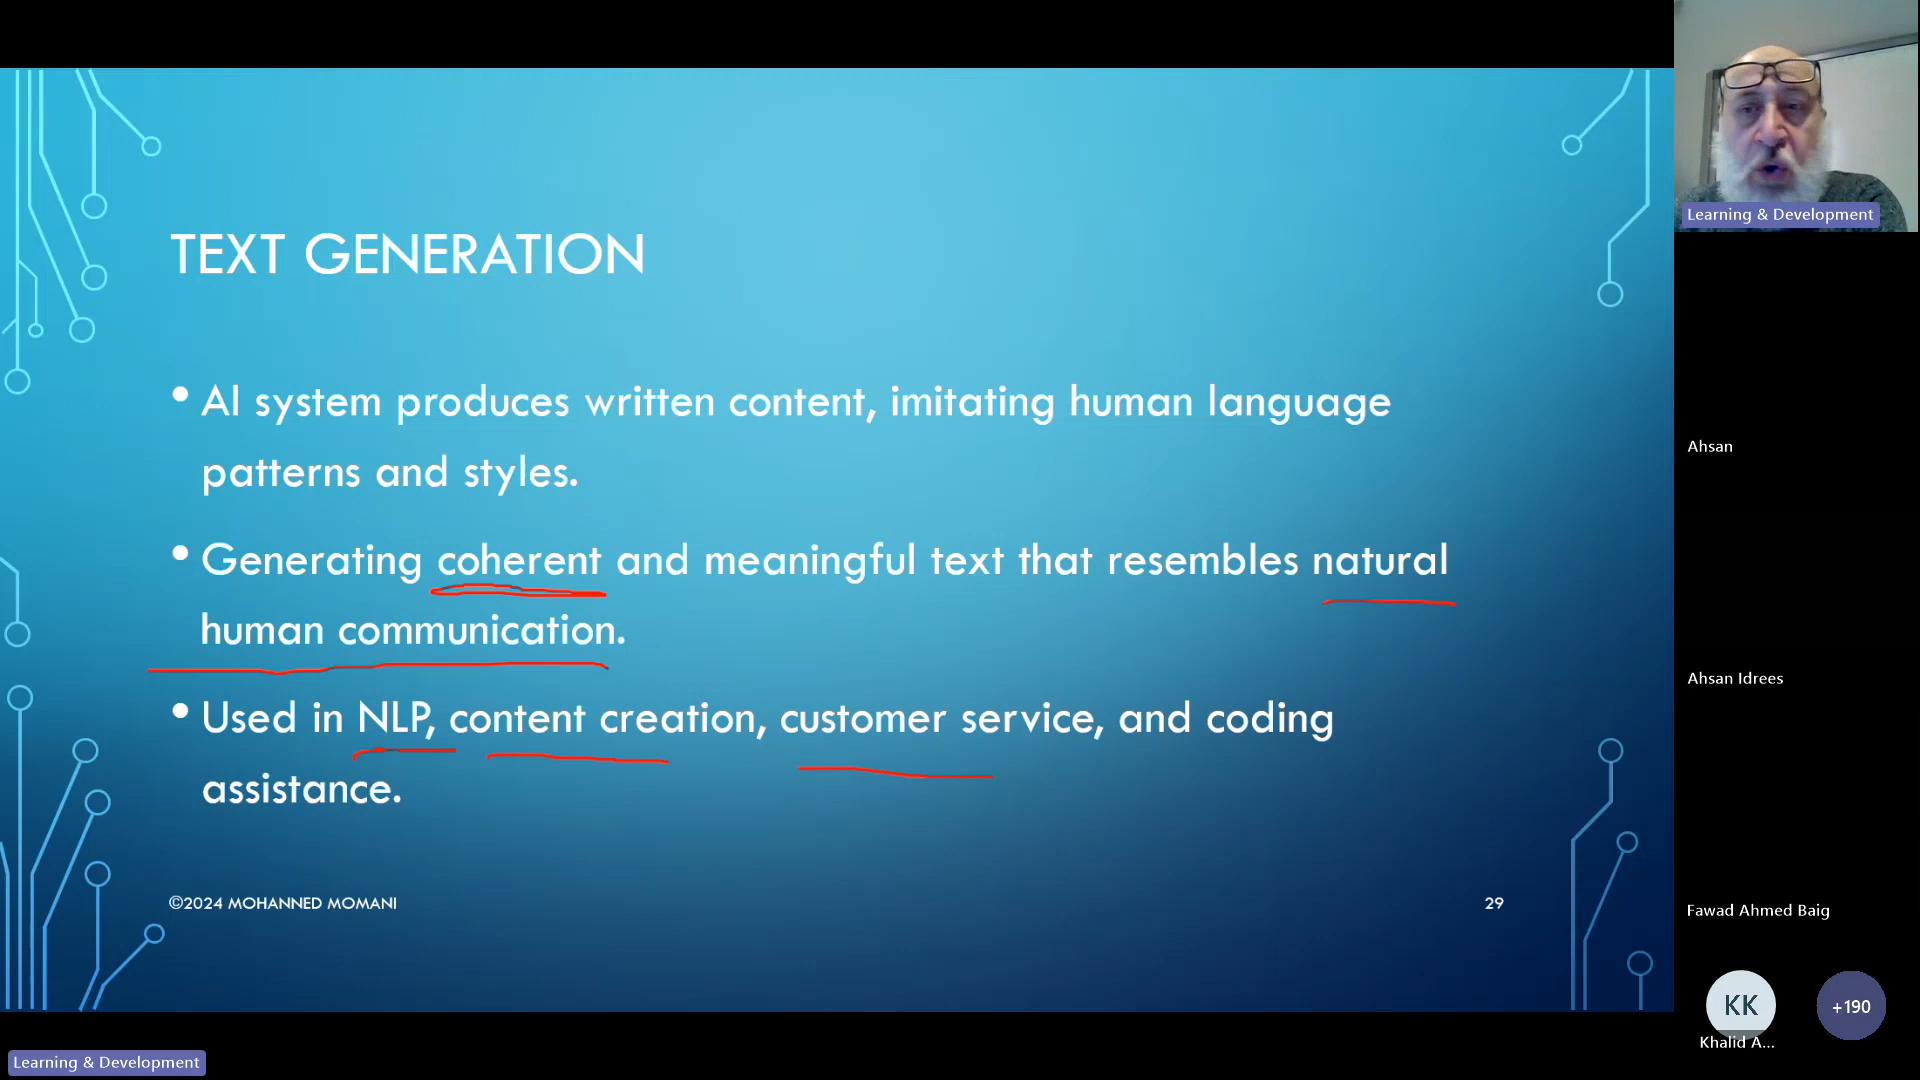 TEXT GENERATION
• AI system produces written content, imitating human language
patterns and styles.
• Generating coherent and meaningful text that resembles natural
human communication.
• Used in NLP, content creation, customer service, and coding
assistance.
©2024 MOHANNED MOMANI
29
Learning & Development
Learning & Development
Ahsan
Ahsan Idrees
Fawad Ahmed Baig
KK
Khalid A...
+190